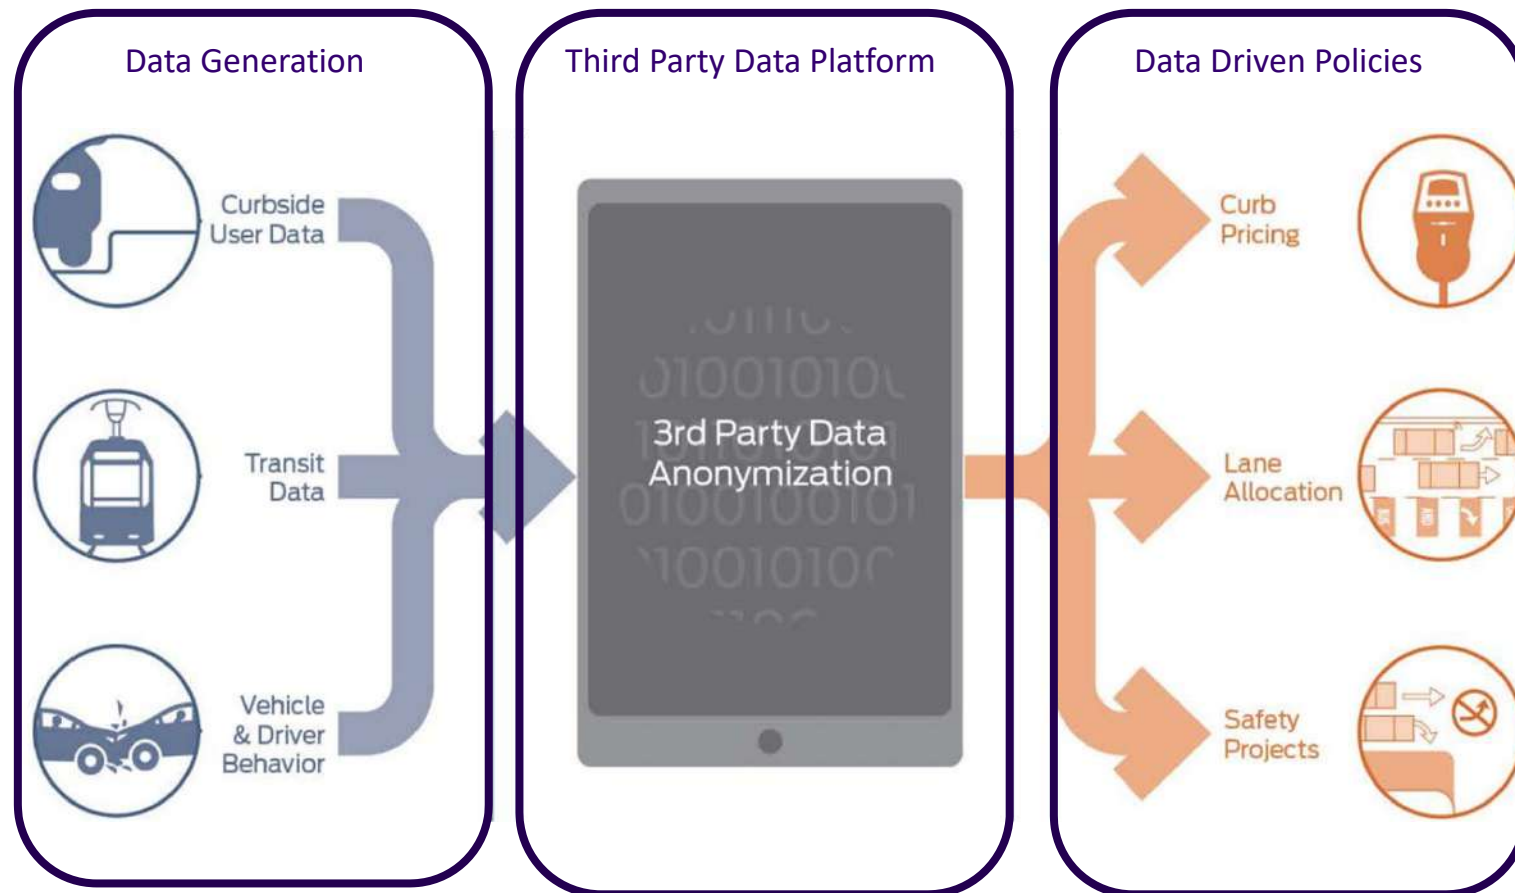 Data Generation
Third Party Data Platform
Data Driven Policies
Curbside
User Data
Transit
Data
Vehicle
& Driver
Behavior
3rd Party Data
Anonymization
Curb
Pricing
Lane
Allocation
Safety
Projects